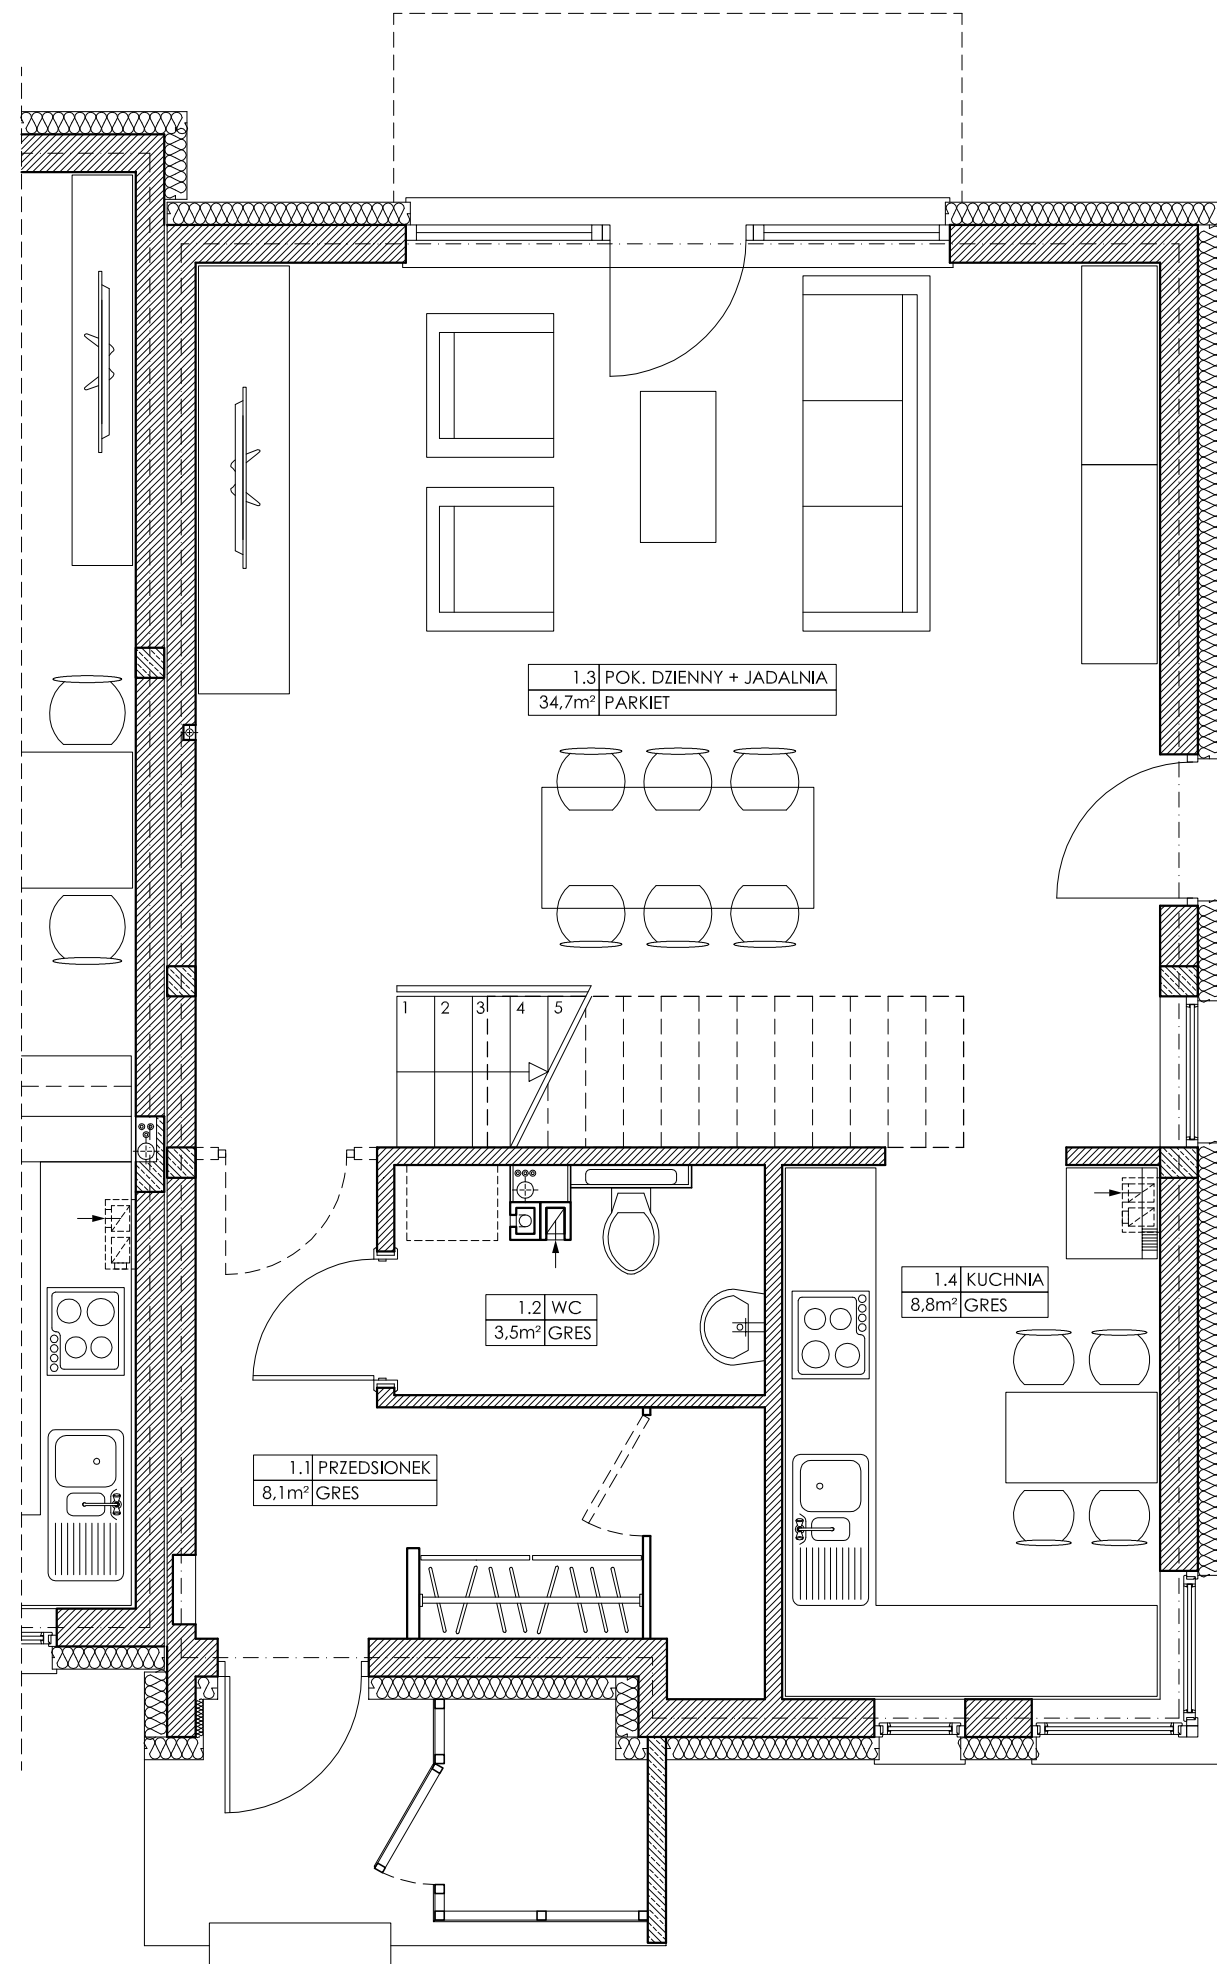 1.3 POK. DZIENNY + JADALNIA
34,7m² PARKIET
1 2 3 4 5
1.2 WC
3,5m² GRES
1.4 KUCHNIA
8,8m² GRES
1.1 PRZEDSIONEK
8,1m² GRES